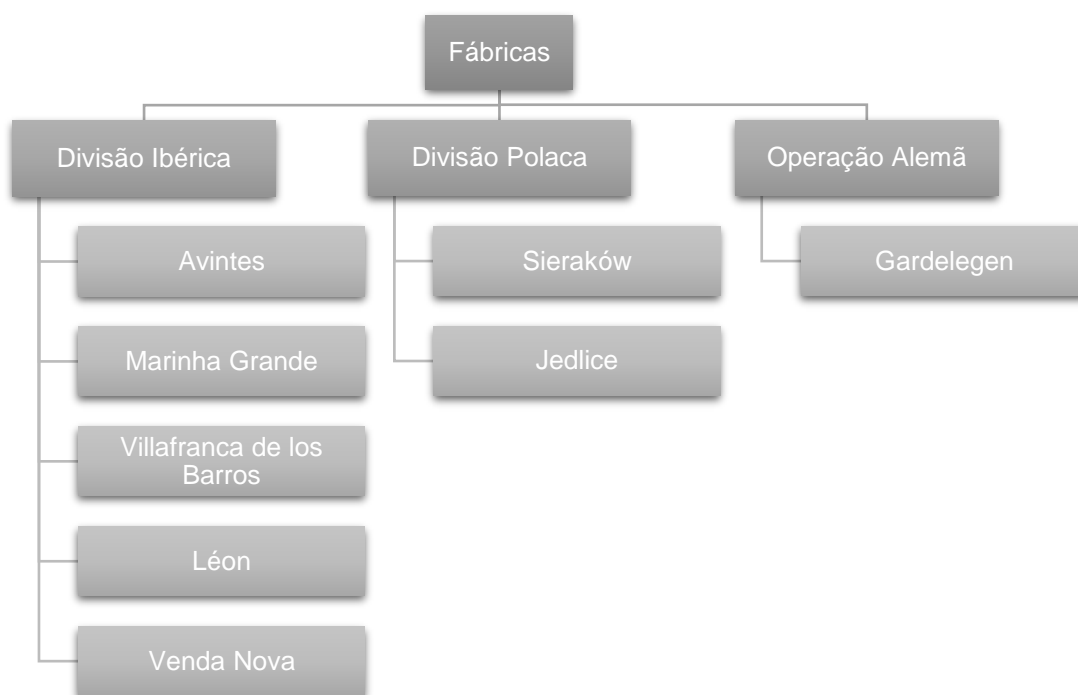 Fábricas
Divisão Ibérica
Avintes
Marinha Grande
Villafranca de los
Barros
Léon
Venda Nova
Divisão Polaca
Sieraków
Jedlice
Operação Alemã
Gardelegen